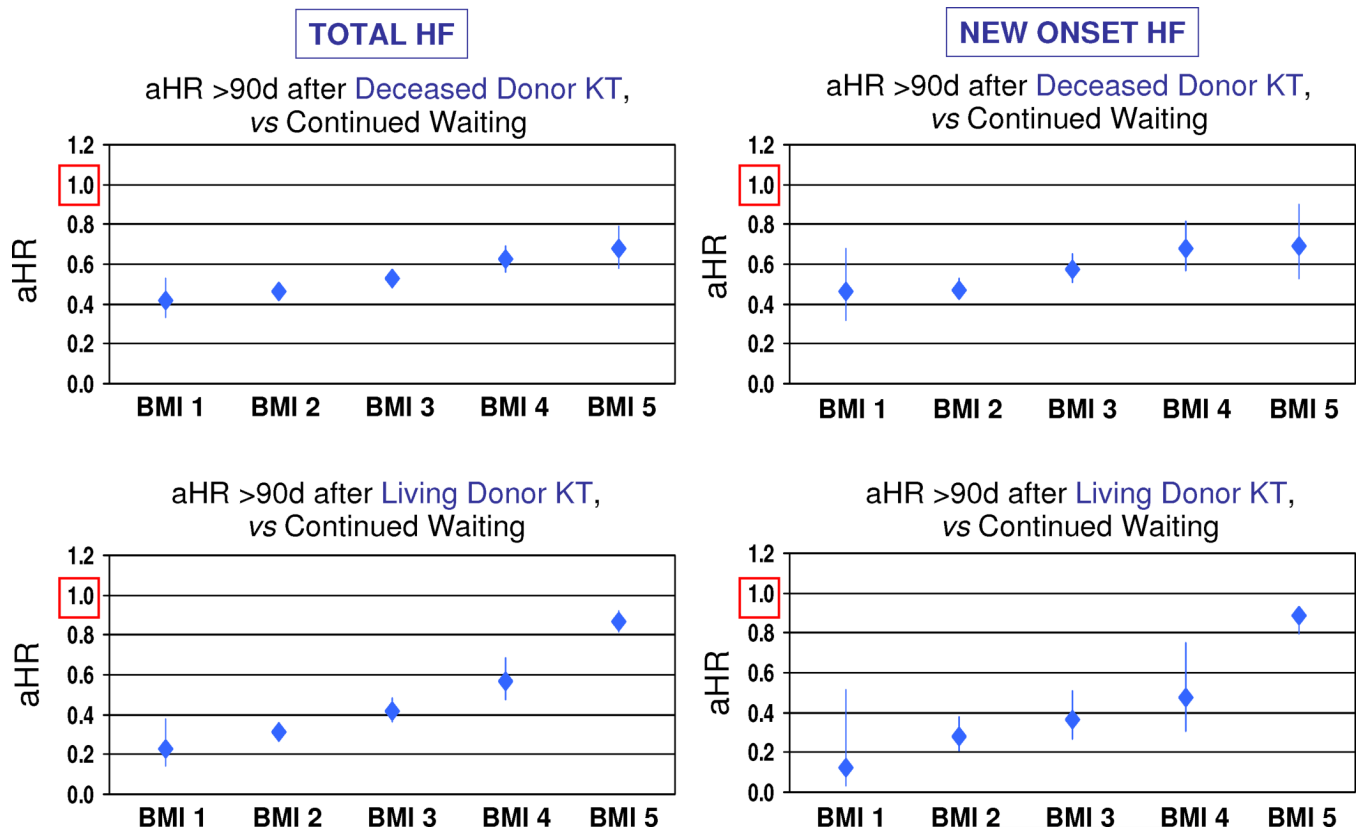 TOTAL HF
aHR >90d after Deceased Donor KT,
vs Continued Waiting
aHR
1.2
1.0
0.8
0.6
0.4
0.2
0.0
BMI 1 BMI 2 BMI 3 BMI 4 BMI 5
NEW ONSET HF
aHR >90d after Deceased Donor KT,
vs Continued Waiting
aHR
1.2
1.0
0.8
0.6
0.4
0.2
0.0
BMI 1 BMI 2 BMI 3 BMI 4 BMI 5
aHR >90d after Living Donor KT,
vs Continued Waiting
aHR
1.2
1.0
0.8
0.6
0.4
0.2
0.0
BMI 1 BMI 2 BMI 3 BMI 4 BMI 5
aHR >90d after Living Donor KT,
vs Continued Waiting
aHR
1.2
1.0
0.8
0.6
0.4
0.2
0.0
BMI 1 BMI 2 BMI 3 BMI 4 BMI 5